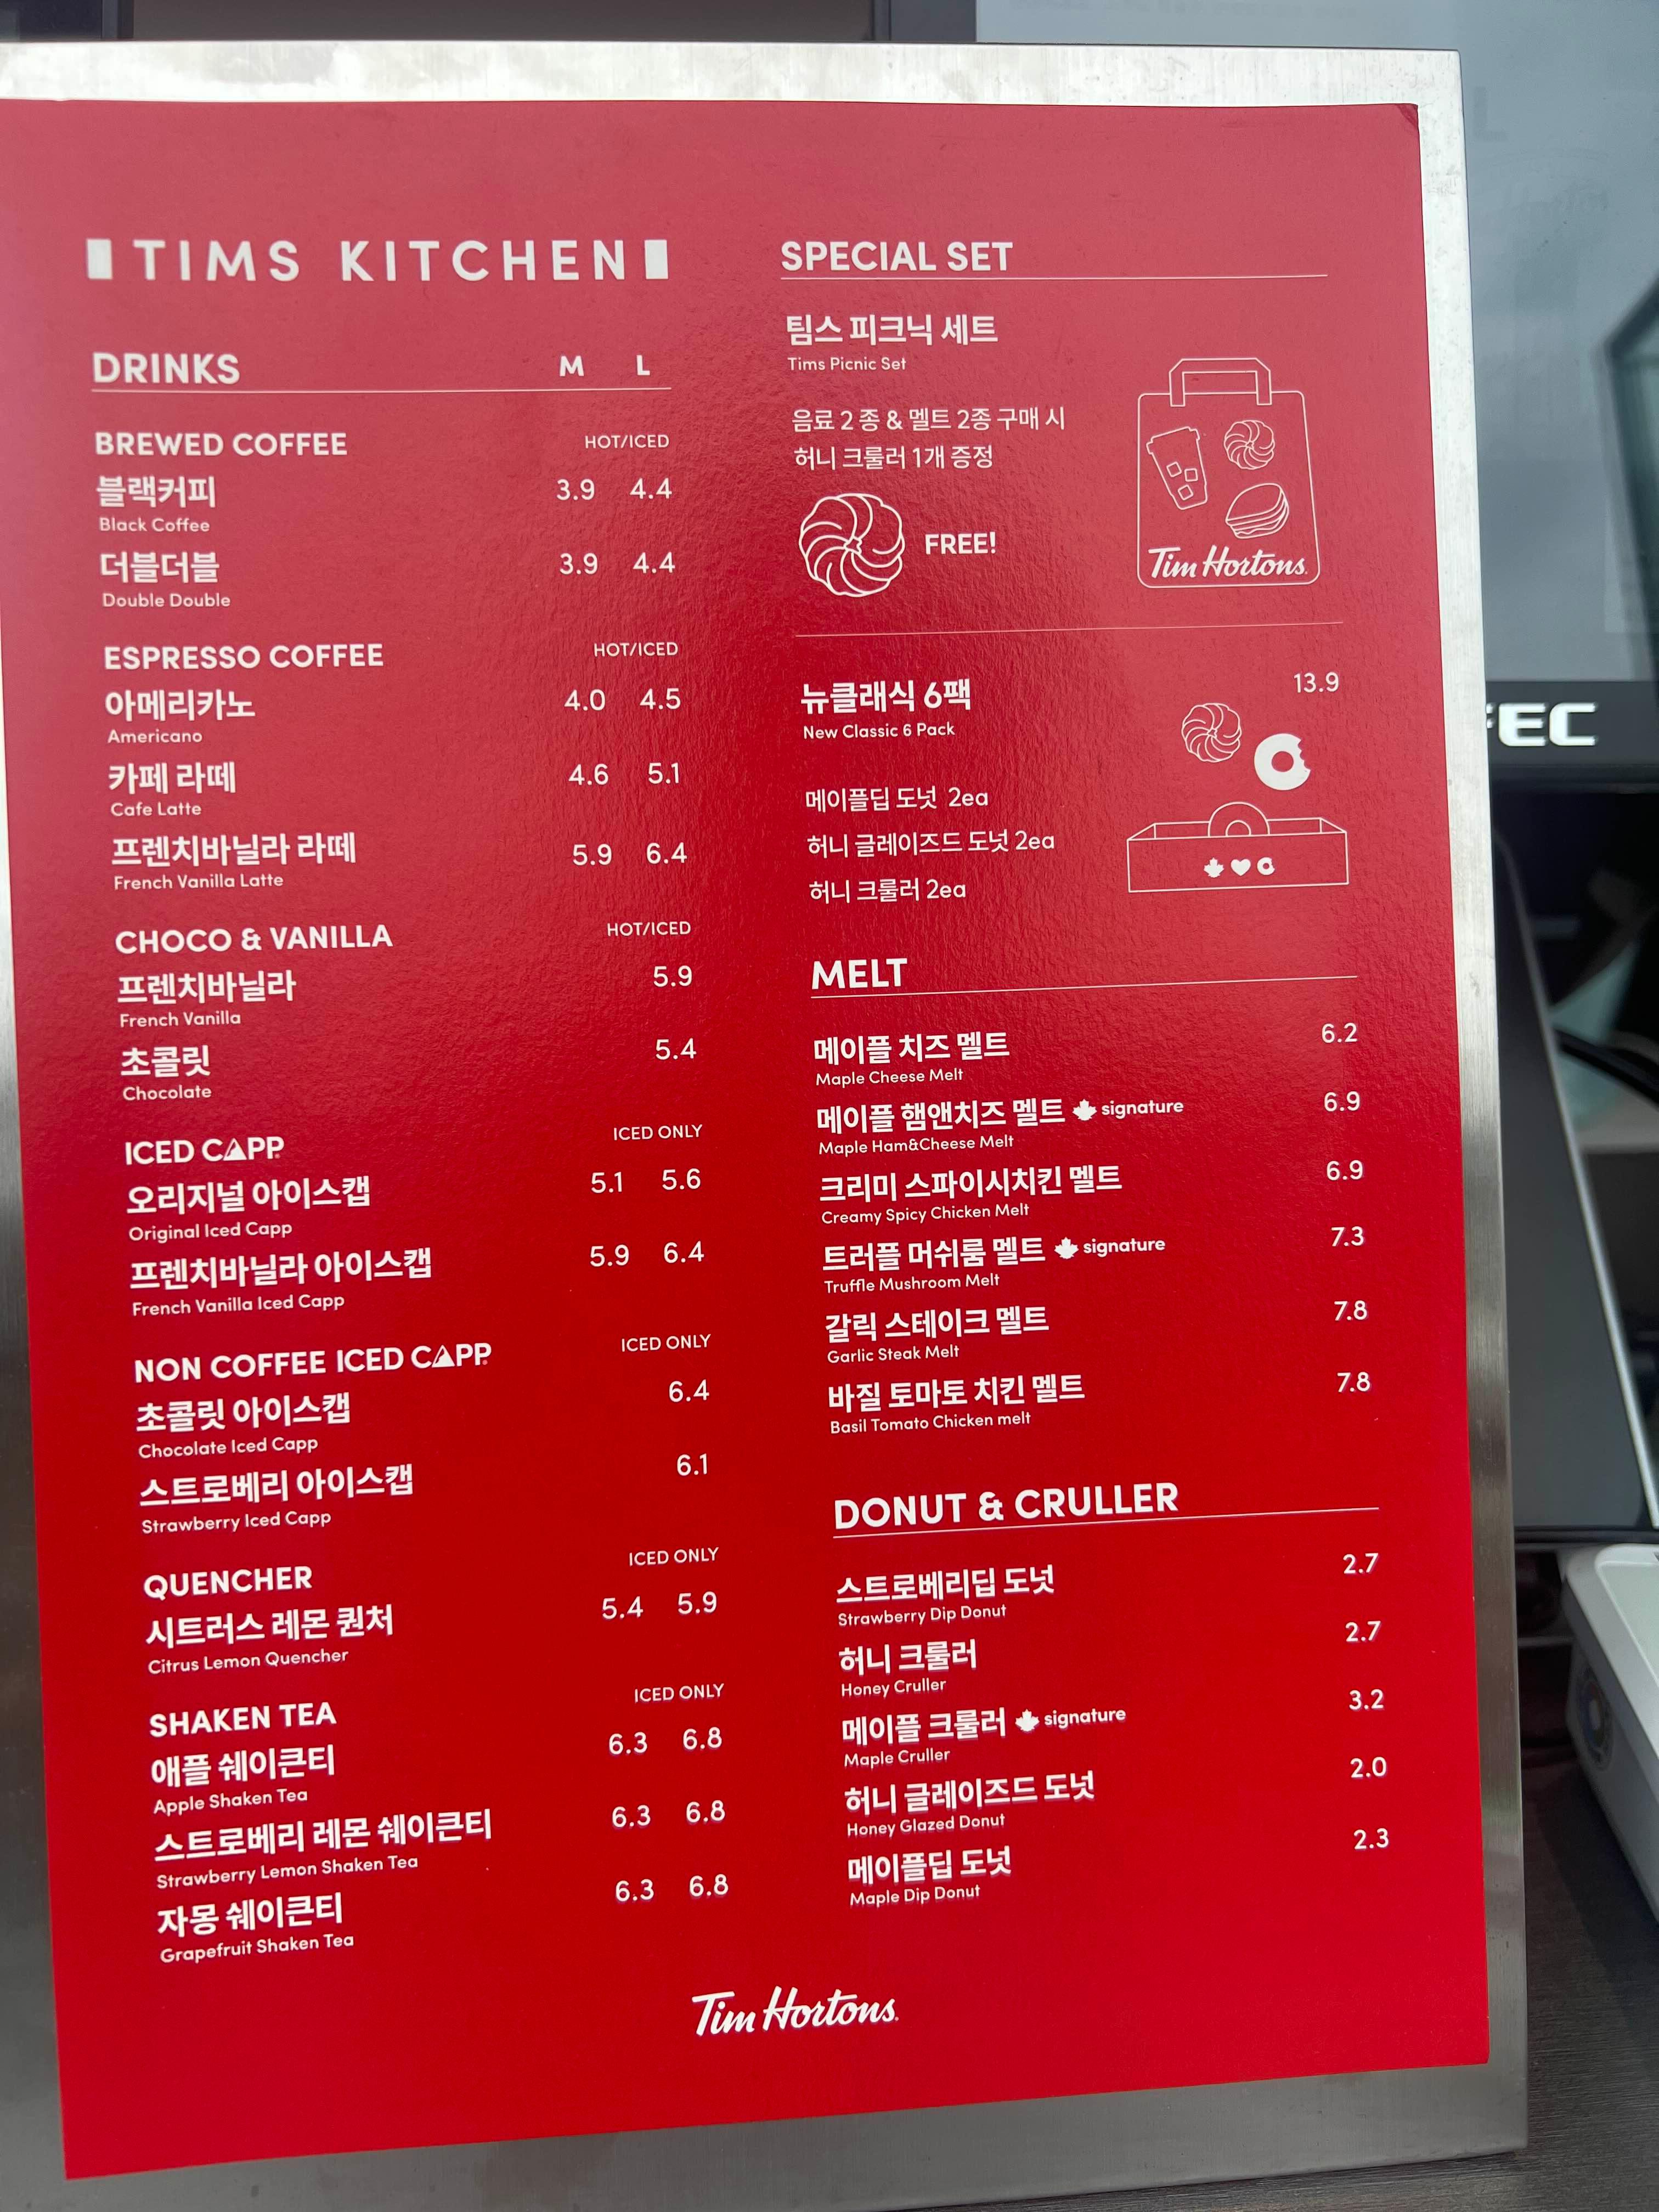 TIMS KITCHEN
DRINKS M L
BREWED COFFEE HOT/ICED
블랙커피 3.9 4.4
Black Coffee
더블더블 3.9 4.4
Double Double
ESPRESSO COFFEE HOT/ICED
아메리카노 4.0 4.5
Americano
카페 라떼 4.6 5.1
Cafe Latte
프렌치바닐라 라떼 5.9 6.4
French Vanilla Latte
CHOCO & VANILLA HOT/ICED
프렌치바닐라 5.9
French Vanilla
초콜릿 5.4
Chocolate
ICED CAPP ICED ONLY
오리지널 아이스캡 5.1 5.6
Original Iced Capp
프렌치바닐라 아이스캡 5.9 6.4
French Vanilla Iced Capp
NON COFFEE ICED CAPP ICED ONLY
초콜릿 아이스캡 6.4
Chocolate Iced Capp
스트로베리 아이스캡 6.1
Strawberry Iced Capp
QUENCHER ICED ONLY
시트러스 레몬 퀀처 5.4 5.9
Citrus Lemon Quencher
SHAKEN TEA ICED ONLY
애플 쉐이큰티 6.3 6.8
Apple Shaken Tea
스트로베리 레몬 쉐이큰티 6.3 6.8
Strawberry Lemon Shaken Tea
자몽 쉐이큰티 6.3 6.8
Grapefruit Shaken Tea
SPECIAL SET
팀스 피크닉 세트
Tims Picnic Set
음료 2 종 & 멜트 2종 구매 시
허니 크룰러 1개 증정
FREE!
Tim Hortons.
뉴클래식 6팩 13.9
New Classic 6 Pack
메이플딥 도넛 2ea
허니 글레이즈드 도넛 2ea
허니 크룰러 2ea
MELT
메이플 치즈 멜트 6.2
Maple Cheese Melt
메이플 햄앤치즈 멜트 signature 6.9
Maple Ham&Cheese Melt
크리미 스파이시치킨 멜트 6.9
Creamy Spicy Chicken Melt
트러플 머쉬룸 멜트 signature 7.3
Truffle Mushroom Melt
갈릭 스테이크 멜트 7.8
Garlic Steak Melt
바질 토마토 치킨 멜트 7.8
Basil Tomato Chicken melt
DONUT & CRULLER
스트로베리딥 도넛 2.7
Strawberry Dip Donut
허니 크룰러 2.7
Honey Cruller
메이플 크룰러 signature 3.2
Maple Cruller
허니 글레이즈드 도넛 2.0
Honey Glazed Donut
메이플딥 도넛 2.3
Maple Dip Donut
Tim Hortons.